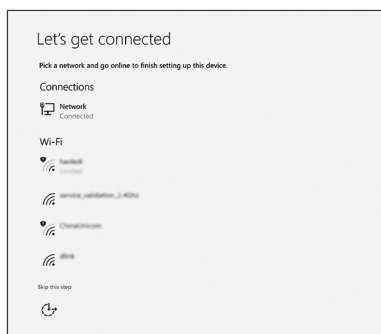 Let's get connected
Pick a network and go online to finish setting up this device.
Connections
Network
Connected
Wi-Fi
Limited
service_validation_2.4Ghz
ChinaUnicom
dlink
Skip this step